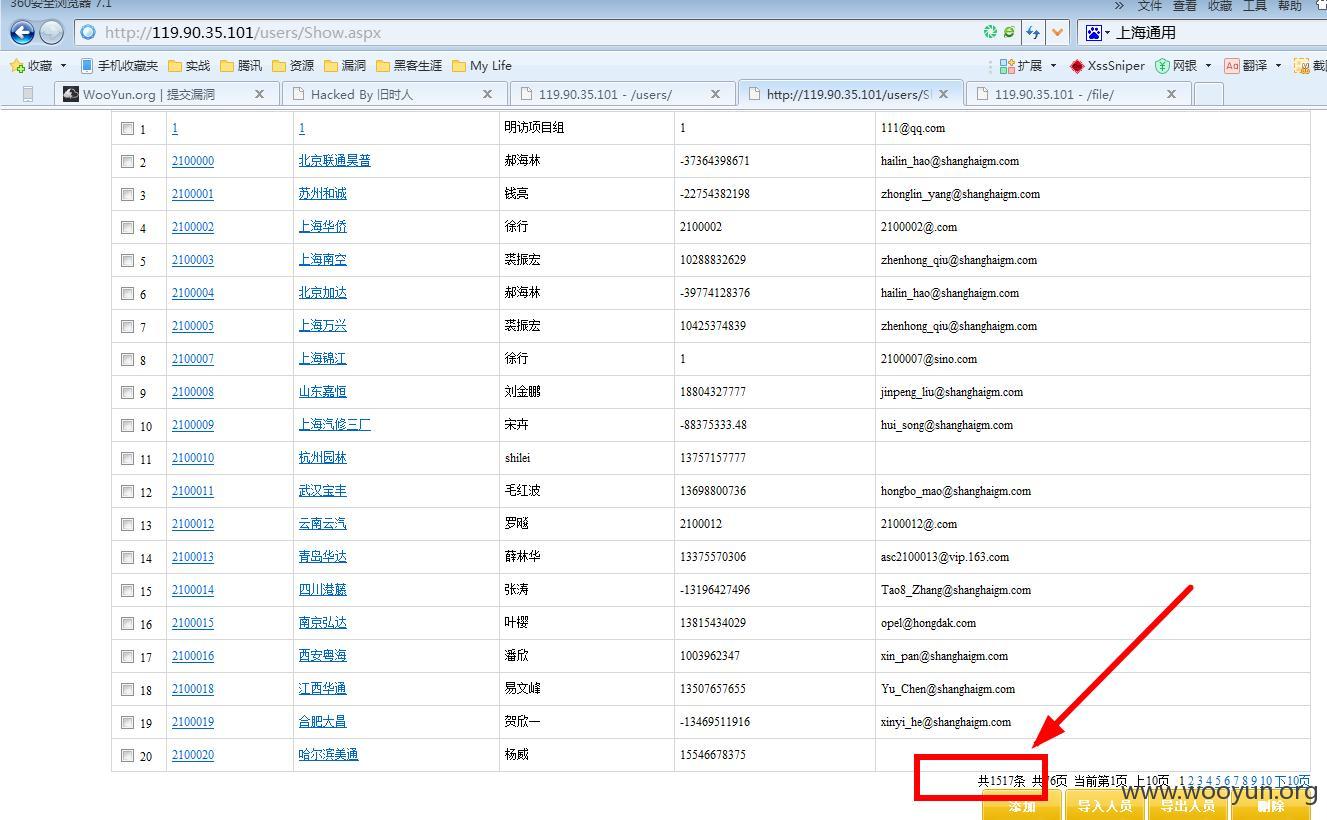 360安全浏览器 7.1
» 文件 查看 收藏 工具 帮助
http://119.90.35.101/users/Show.aspx 上海通用
收藏 手机收藏夹 实战 腾讯 资源 漏洞 黑客生涯 My Life 扩展 XssSniper 网银 翻译
WooYun.org | 提交漏洞 Hacked By 旧时人 119.90.35.101 - /users/ http://119.90.35.101/users/S 119.90.35.101 - /file/
1 1 1 明访项目组 1 111@qq.com
2 2100000 北京联通昊普 郝海林 -37364398671 hailin_hao@shanghaigm.com
3 2100001 苏州和诚 钱亮 -22754382198 zhonglin_yang@shanghaigm.com
4 2100002 上海华侨 徐行 2100002 2100002@.com
5 2100003 上海南空 裘振宏 10288832629 zhenhong_qiu@shanghaigm.com
6 2100004 北京加达 郝海林 -39774128376 hailin_hao@shanghaigm.com
7 2100005 上海万兴 裘振宏 10425374839 zhenhong_qiu@shanghaigm.com
8 2100007 上海锦江 徐行 1 2100007@sino.com
9 2100008 山东嘉恒 刘金鹏 18804327777 jinpeng_liu@shanghaigm.com
10 2100009 上海汽修三厂 宋卉 -88375333.48 hui_song@shanghaigm.com
11 2100010 杭州园林 shilei 13757157777
12 2100011 武汉宝丰 毛红波 13698800736 hongbo_mao@shanghaigm.com
13 2100012 云南云汽 罗 2100012 2100012@.com
14 2100013 青岛华达 薛林华 13375570306 asc2100013@vip.163.com
15 2100014 四川港藤 张涛 -13196427496 Tao8_Zhang@shanghaigm.com
16 2100015 南京弘达 叶樱 13815434029 opel@hongdak.com
17 2100016 西安粤海 潘欣 1003962347 xin_pan@shanghaigm.com
18 2100018 江西华通 易文峰 13507657655 Yu_Chen@shanghaigm.com
19 2100019 合肥大昌 贺欣一 -13469511916 xinyi_he@shanghaigm.com
20 2100020 哈尔滨美通 杨威 15546678375
共1517条 共76页 当前第1页 上10页 1 2 3 4 5 6 7 8 9 10 下10页
www.wooyun.org
添加 导入人员 导出人员 删除